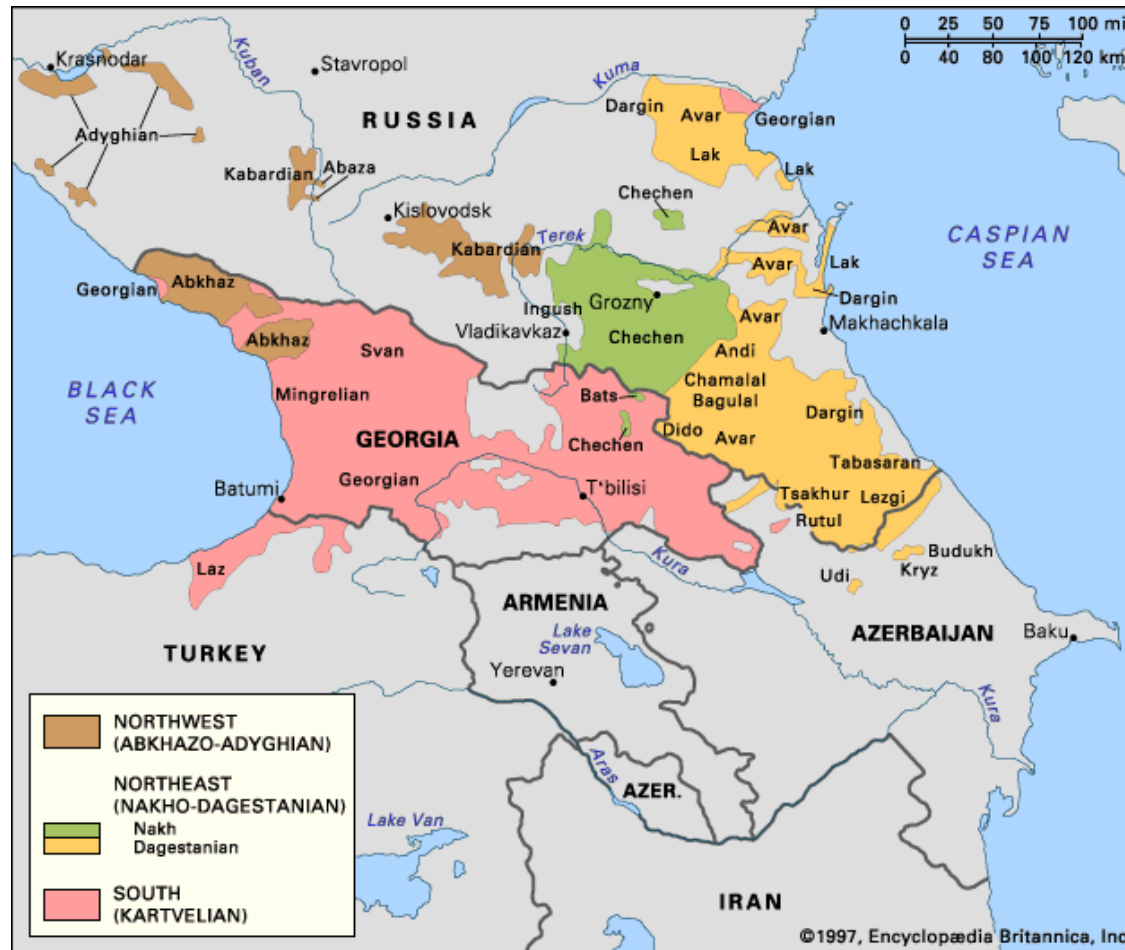 0 25 50 75 100 mi
0 40 80 120 km
Krasnodar
Kuban
Stavropol
Kuma
RUSSIA
Dargin
Avar
Georgian
Adyghian
Lak
Lak
Kabardian
Abaza
Chechen
Kislovodsk
Kabardian
Terek
Avar
CASPIAN
SEA
Avar
Lak
Georgian
Abkhaz
Ingush
Grozny
Dargin
Vladikavkaz
Chechen
Avar
Makhachkala
Abkhaz
Svan
Andi
BLACK
SEA
Mingrelian
Bats
Chamalal
Bagulal
Dargin
GEORGIA
Chechen
Dido
Avar
Tabasaran
Batumi
Georgian
T'bilisi
Tsakhur
Lezgi
Rutul
Laz
Kura
Budukh
Kryz
Udi
ARMENIA
Lake
Sevan
AZERBAIJAN
Baku
TURKEY
Yerevan
Kura
Aras
AZER.
Lake Van
IRAN
NORTHWEST
(ABKHAZO-ADYGHIAN)
NORTHEAST
(NAKHO-DAGESTANIAN)
Nakh
Dagestanian
SOUTH
(KARTVELIAN)
©1997, Encyclopædia Britannica, Inc